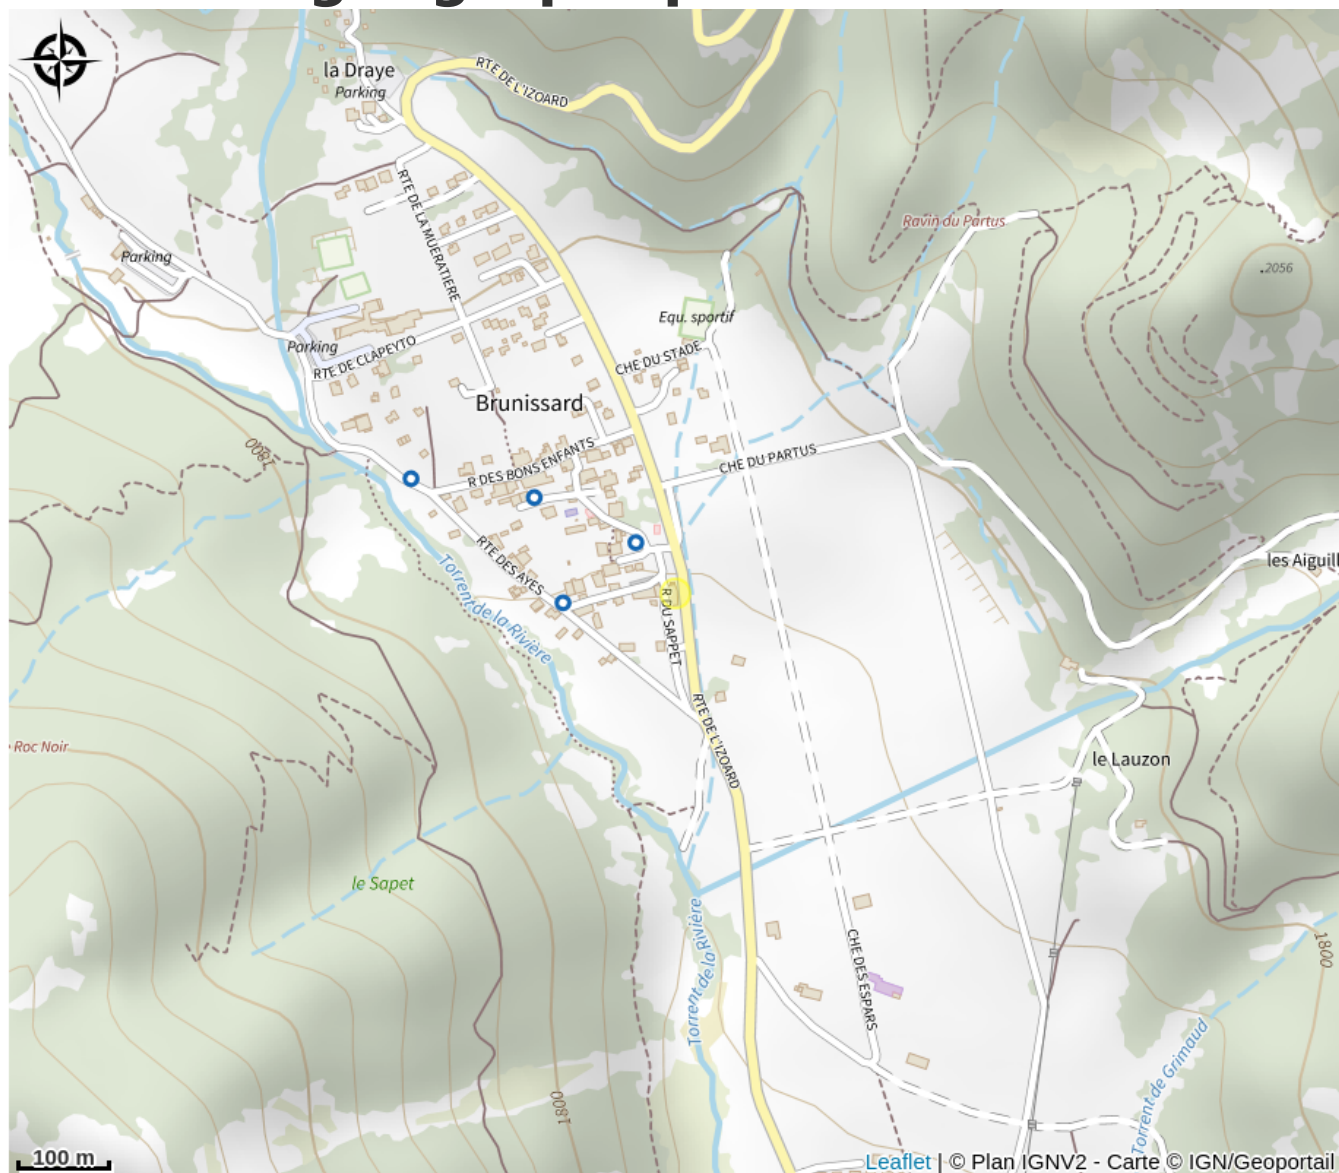 la Draye
Parking
RTE DE L'IZOARD
RTE DE LA MUERATIERE
Ravin du Partus
Parking
.2056
Equ. sportif
Parking
RTE DE CLAPEYTO
CHE DU STADE
Brunissard
1800
R DES BONS ENFANTS
CHE DU PARTUS
RTE DES AYES
Torrent de la Rivière
les Aiguill
R DU SAPPET
RTE DE L'IZOARD
Roc Noir
le Lauzon
le Sapet
Torrent de la Rivière
CHE DES ESPARS
1800
Torrent de Grimaud
1800
100 m
Leaflet | © Plan IGNV2 - Carte © IGN/Geoportail